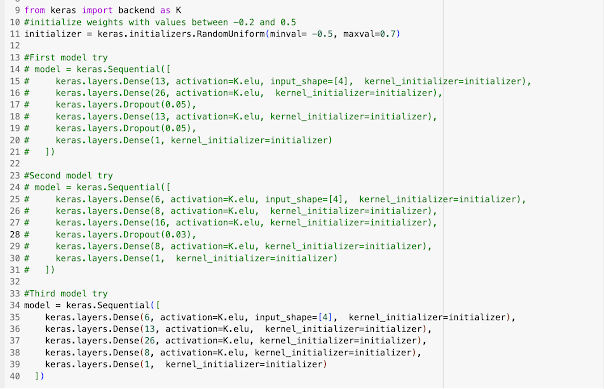 9 from keras import backend as K
10 #initialize weights with values between -0.2 and 0.5
11 initializer = keras.initializers.RandomUniform(minval= -0.5, maxval=0.7)
12
13 #First model try
14 # model = keras.Sequential([
15 #     keras.layers.Dense(13, activation=K.elu, input_shape=[4],  kernel_initializer=initializer),
16 #     keras.layers.Dense(26, activation=K.elu,  kernel_initializer=initializer),
17 #     keras.layers.Dropout(0.05),
18 #     keras.layers.Dense(13, activation=K.elu, kernel_initializer=initializer),
19 #     keras.layers.Dropout(0.05),
20 #     keras.layers.Dense(1, kernel_initializer=initializer)
21 #   ])
22
23 #Second model try
24 # model = keras.Sequential([
25 #     keras.layers.Dense(6, activation=K.elu, input_shape=[4],  kernel_initializer=initializer),
26 #     keras.layers.Dense(8, activation=K.elu,  kernel_initializer=initializer),
27 #     keras.layers.Dense(16, activation=K.elu, kernel_initializer=initializer),
28 #     keras.layers.Dropout(0.03),
29 #     keras.layers.Dense(8, activation=K.elu, kernel_initializer=initializer),
30 #     keras.layers.Dense(1,  kernel_initializer=initializer)
31 #   ])
32
33 #Third model try
34 model = keras.Sequential([
35     keras.layers.Dense(6, activation=K.elu, input_shape=[4],  kernel_initializer=initializer),
36     keras.layers.Dense(13, activation=K.elu,  kernel_initializer=initializer),
37     keras.layers.Dense(26, activation=K.elu, kernel_initializer=initializer),
38     keras.layers.Dense(8, activation=K.elu, kernel_initializer=initializer),
39     keras.layers.Dense(1,  kernel_initializer=initializer)
40   ])